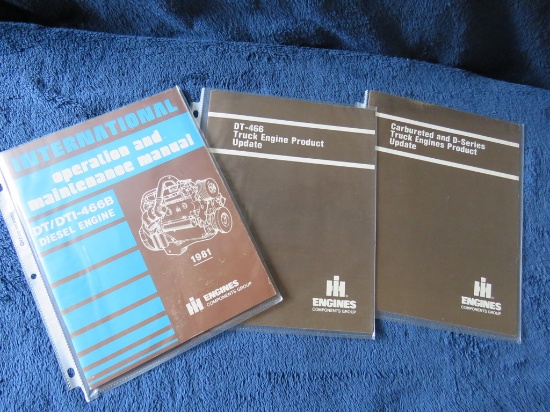 INTERNATIONAL
operation and
maintenance manual
DT/DTI-466B
DIESEL ENGINE
1981
IH ENGINES
COMPONENTS GROUP
DT-466
Truck Engine Product
Update
IH
ENGINES
COMPONENTS GROUP
Carbureted and D-Series
Truck Engines Product
Update
IH
ENGINES
COMPONENTS GROUP